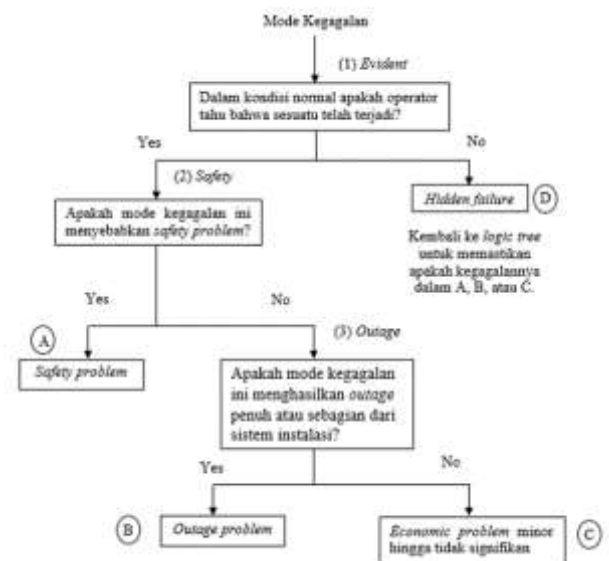 Mode Kegagalan
(1) Evident
Dalam kondisi normal apakah operator
tahu bahwa sesuatu telah terjadi?
Yes
No
(2) Safety
Hidden failure
D
Apakah mode kegagalan ini
menyebabkan safety problem?
Kembali ke logic tree
untuk memastikan
apakah kegagalannya
dalam A, B, atau C.
Yes
No
(3) Outage
A
Safety problem
Apakah mode kegagalan
ini menghasilkan outage
penuh atau sebagian dari
sistem instalasi?
Yes
No
B
Outage problem
Economic problem minor
hingga tidak signifikan
C